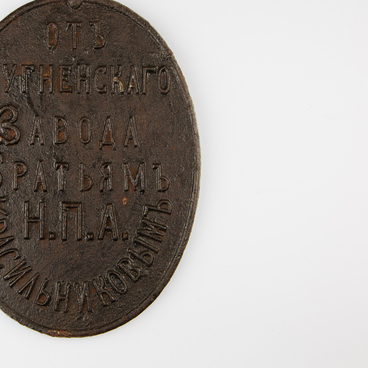 ОТЪ
УГНЕНСКАГО
ЗАВОДА
БРАТЬЯМЪ
Н.П.А.
ВАСИЛЬЧИКОВЫМЪ